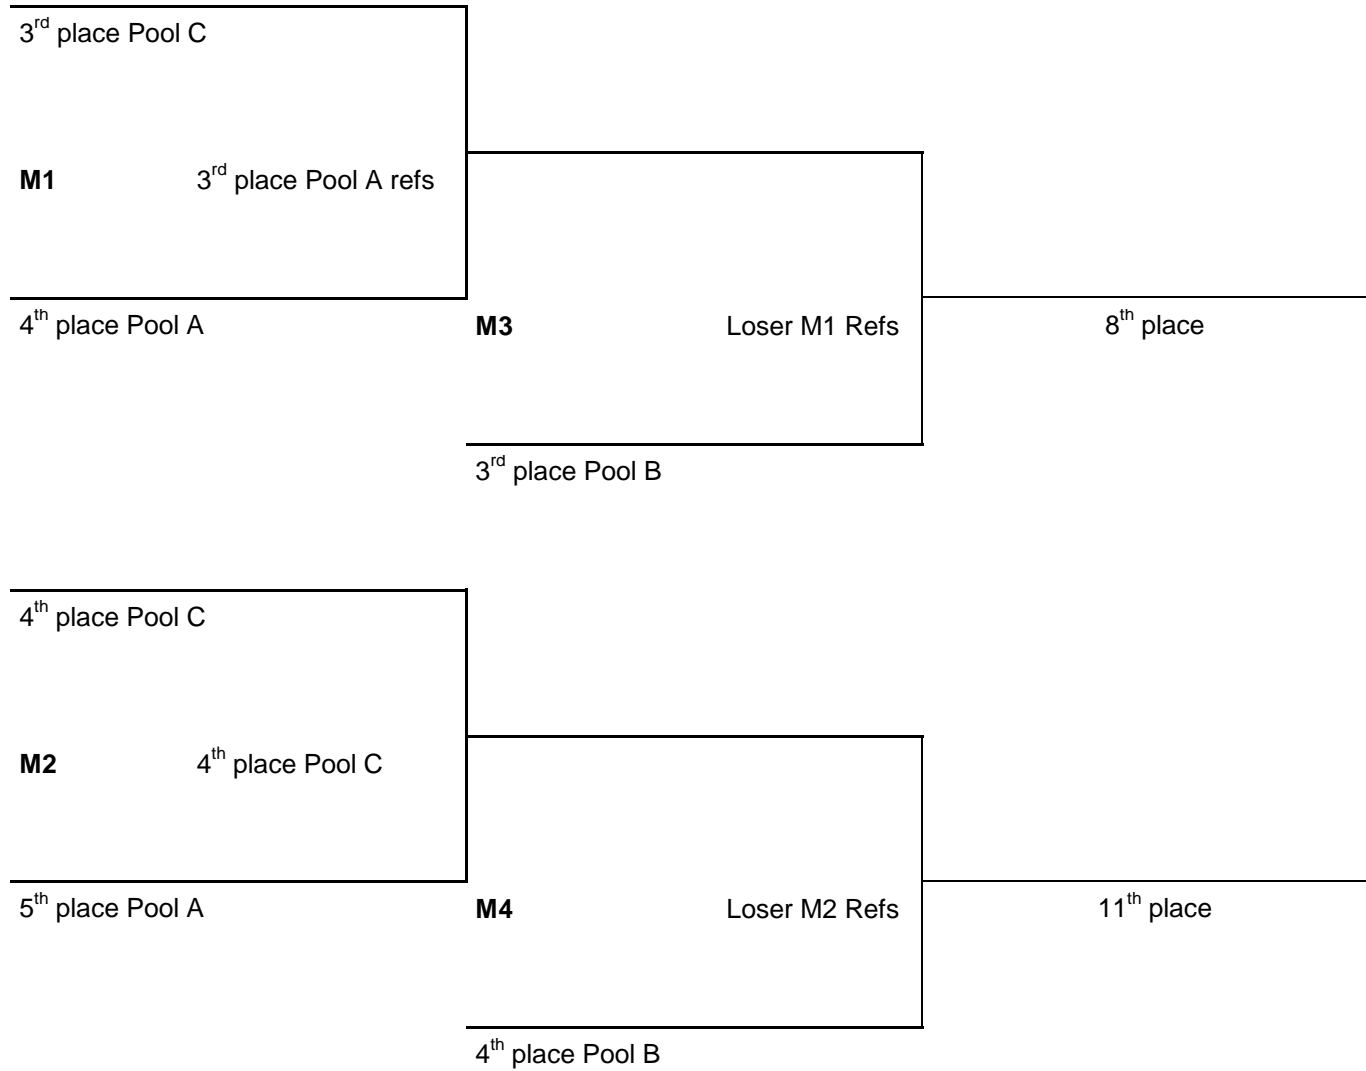 3rd place Pool C
M1 3rd place Pool A refs
4th place Pool A
M3 Loser M1 Refs
8th place
3rd place Pool B
4th place Pool C
M2 4th place Pool C
5th place Pool A
M4 Loser M2 Refs
11th place
4th place Pool B